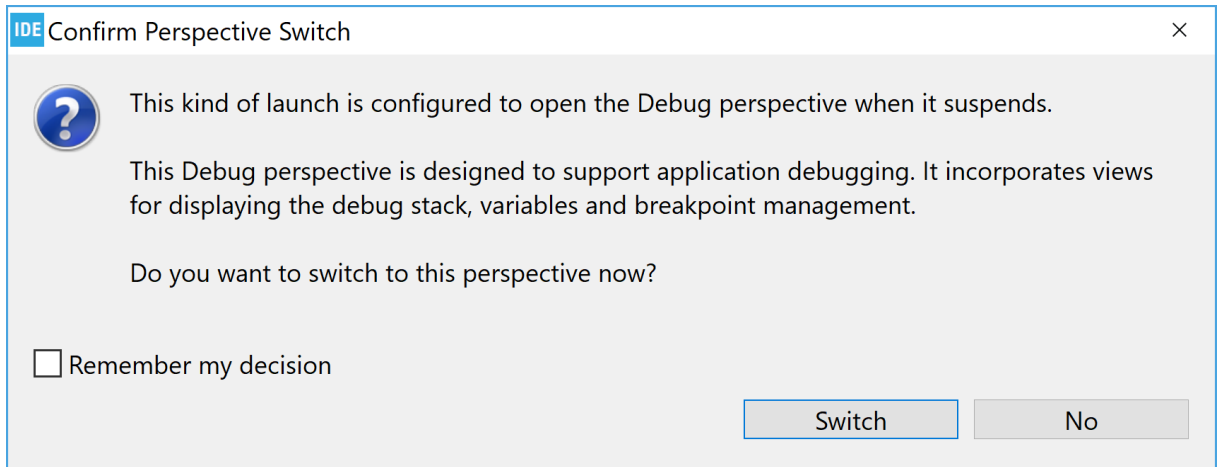 IDE Confirm Perspective Switch
This kind of launch is configured to open the Debug perspective when it suspends.
This Debug perspective is designed to support application debugging. It incorporates views
for displaying the debug stack, variables and breakpoint management.
Do you want to switch to this perspective now?
Remember my decision
Switch No